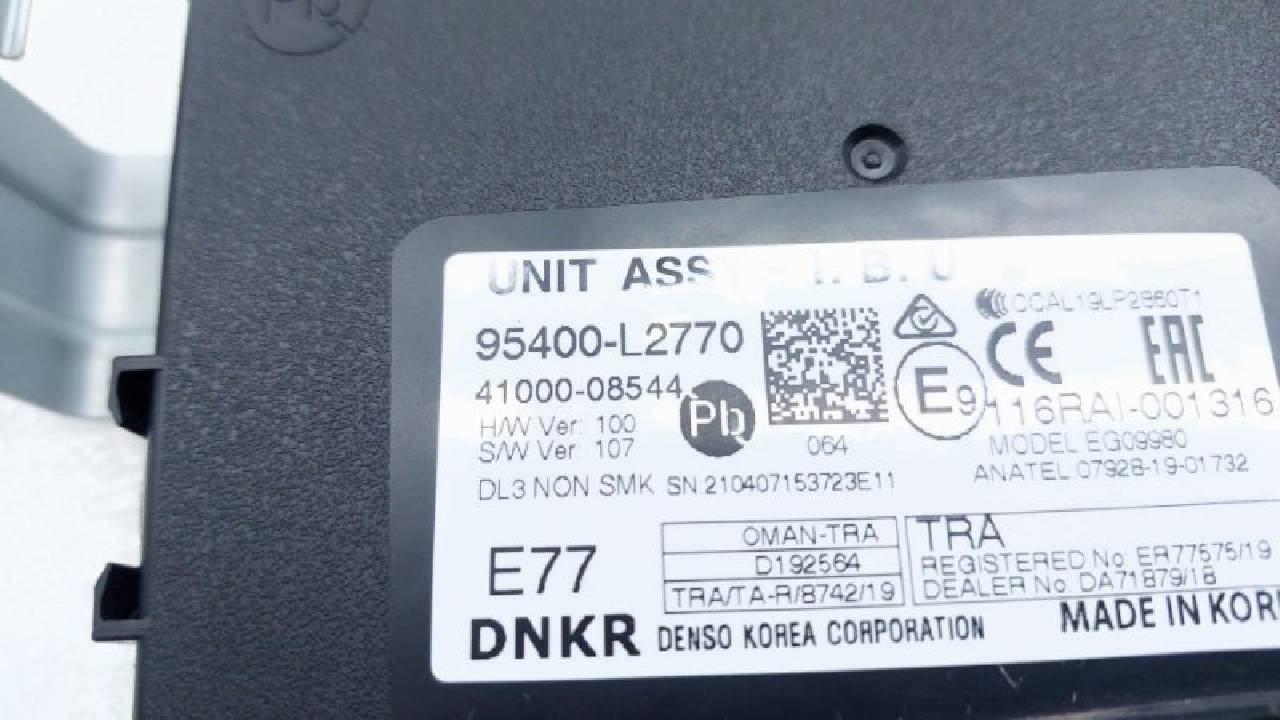 UNIT ASSY - I. B. U
95400-L2770
41000-08544
H/W Ver: 100
S/W Ver: 107
Pb
064
CCAL19LP2960T1
CE EAC
E9
116RAI-001316
MODEL EG09980
ANATEL 07928-19-01732
DL3 NON SMK SN 210407153723E11
E77
OMAN-TRA
D192564
TRA/TA-R/8742/19
TRA
REGISTERED No ER77575/19
DEALER No DA71879/18
DNKR DENSO KOREA CORPORATION
MADE IN KOR